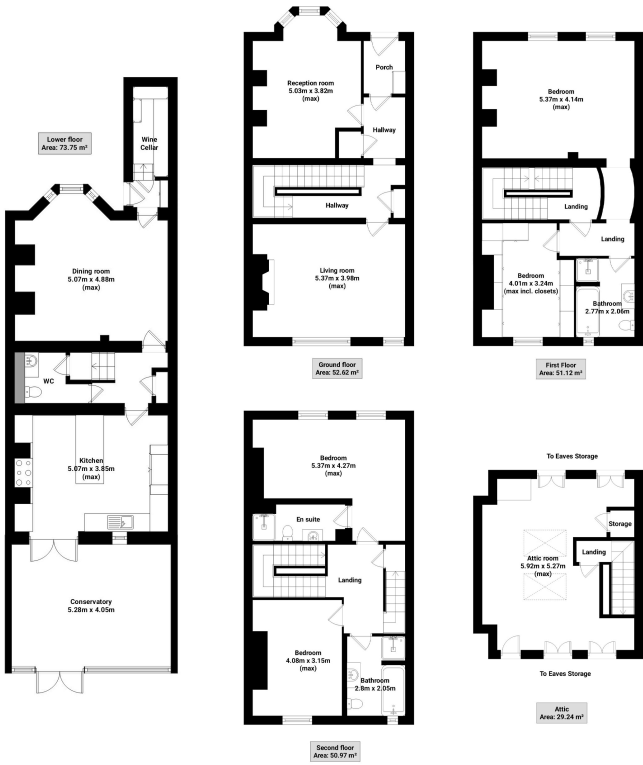 Lower floor
Area: 73.75 m²
Wine
Cellar
Dining room
5.07m x 4.88m
(max)
WC
Kitchen
5.07m x 3.85m
(max)
Conservatory
5.28m x 4.05m
Porch
Reception room
5.03m x 3.82m
(max)
Hallway
Hallway
Living room
5.37m x 3.98m
(max)
Ground floor
Area: 52.62 m²
Bedroom
5.37m x 4.14m
(max)
Landing
Landing
Bedroom
4.01m x 3.24m
(max incl. closets)
Bathroom
2.77m x 2.06m
First Floor
Area: 51.12 m²
Bedroom
5.37m x 4.27m
(max)
En suite
Landing
Bedroom
4.08m x 3.15m
(max)
Bathroom
2.8m x 2.05m
Second floor
Area: 50.97 m²
To Eaves Storage
Storage
Landing
Attic room
5.92m x 5.27m
(max)
To Eaves Storage
Attic
Area: 29.24 m²